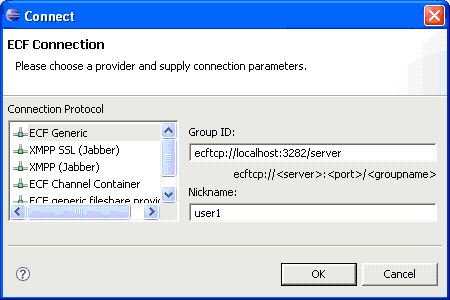 Connect
ECF Connection
Please choose a provider and supply connection parameters.
Connection Protocol
ECF Generic
XMPP SSL (Jabber)
XMPP (Jabber)
ECF Channel Container
ECF generic fileshare provi
Group ID:
ecftcp://localhost:3282/server
ecftcp://<server>:<port>/<groupname>
Nickname:
user1
?
OK
Cancel